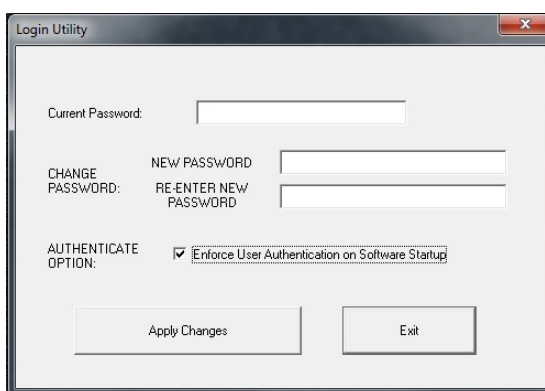 Login Utility
Current Password:
CHANGE
PASSWORD:
NEW PASSWORD
RE-ENTER NEW
PASSWORD
AUTHENTICATE
OPTION:
Enforce User Authentication on Software Startup
Apply Changes
Exit